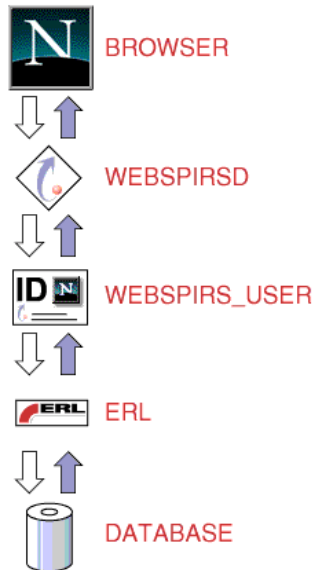 N
BROWSER
WEBSPIRSD
ID N
WEBSPIRS_USER
ERL
ERL
DATABASE